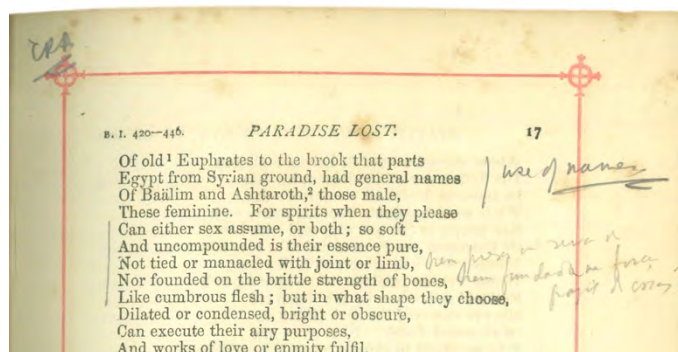 B. I. 420—446. PARADISE LOST. 17
Of old¹ Euphrates to the brook that parts
Egypt from Syrian ground, had general names
Of Baälim and Ashtaroth,² those male,
These feminine. For spirits when they please
Can either sex assume, or both; so soft
And uncompounded is their essence pure,
Not tied or manacled with joint or limb,
Nor founded on the brittle strength of bones,
Like cumbrous flesh; but in what shape they choose,
Dilated or condensed, bright or obscure,
Can execute their airy purposes,
And works of love or enmity fulfil.
use of names